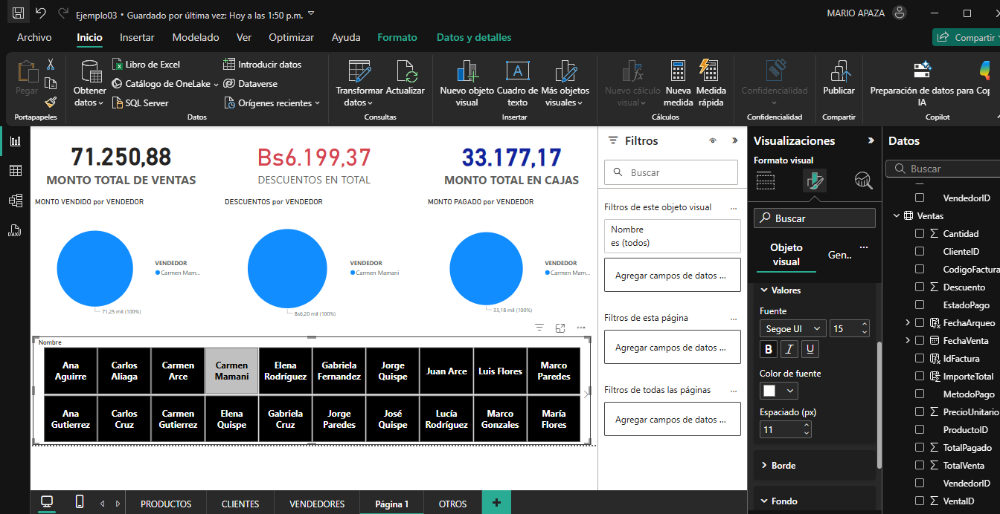 Ejemplo03 • Guardado por última vez: Hoy a las 1:50 p.m.
MARIO APAZA
Archivo Inicio Insertar Modelado Ver Optimizar Ayuda Formato Datos y detalles Compartir
Pegar
Portapapeles
Obtener datos
Libro de Excel
Catálogo de OneLake
SQL Server
Introducir datos
Dataverse
Orígenes recientes
Datos
Transformar datos
Actualizar
Consultas
Nuevo objeto visual
Cuadro de texto
Más objetos visuales
Insertar
Nuevo cálculo visual
Nueva medida
Medida rápida
Cálculos
Confidencialidad
Confidencialidad
Publicar
Compartir
Preparación de datos para IA
Cop
Copilot
71.250,88
MONTO TOTAL DE VENTAS
Bs6.199,37
DESCUENTOS EN TOTAL
33.177,17
MONTO TOTAL EN CAJAS
MONTO VENDIDO por VENDEDOR
VENDEDOR
Carmen Mam...
71,25 mil (100%)
DESCUENTOS por VENDEDOR
VENDEDOR
Carmen Mamani
Bs6,20 mil (100%)
MONTO PAGADO por VENDEDOR
VENDEDOR
Carmen Mam...
33,18 mil (100%)
Nombre
Ana Aguirre
Carlos Aliaga
Carmen Arce
Carmen Mamani
Elena Rodríguez
Gabriela Fernandez
Jorge Quispe
Juan Arce
Luis Flores
Marco Paredes
Ana Gutierrez
Carlos Cruz
Carmen Gutierrez
Elena Quispe
Gabriela Cruz
Jorge Paredes
José Quispe
Lucía Rodríguez
Marco Gonzales
María Flores
Filtros
Buscar
Filtros de este objeto visual ...
Nombre
es (todos)
Agregar campos de datos ...
Filtros de esta página ...
Agregar campos de datos ...
Filtros de todas las páginas ...
Agregar campos de datos ...
Visualizaciones
Formato visual
Buscar
Objeto visual
Gen..
...
Valores
Fuente
Segoe UI
15
B I U
Color de fuente
Espaciado (px)
11
Borde
Fondo
Datos
Buscar
VendedorID
Ventas
Cantidad
ClienteID
CodigoFactura
Descuento
EstadoPago
FechaArqueo
FechaVenta
IdFactura
ImporteTotal
MetodoPago
PrecioUnitario
ProductoID
TotalPagado
TotalVenta
VendedorID
VentaID
DAX
PRODUCTOS
CLIENTES
VENDEDORES
Página 1
OTROS